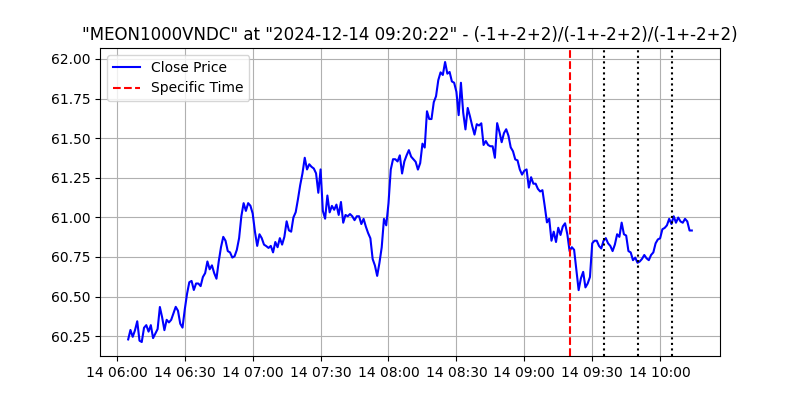 "MEON1000VNDC" at "2024-12-14 09:20:22" - (-1+-2+2)/(-1+-2+2)/(-1+-2+2)
62.00
61.75
61.50
61.25
61.00
60.75
60.50
60.25
Close Price
Specific Time
14 06:00 14 06:30 14 07:00 14 07:30 14 08:00 14 08:30 14 09:00 14 09:30 14 10:00